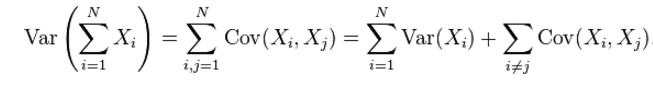 Var(∑_{i=1}^{N} X_i) = ∑_{i,j=1}^{N} Cov(X_i, X_j) = ∑_{i=1}^{N} Var(X_i) + ∑_{i≠j} Cov(X_i, X_j).